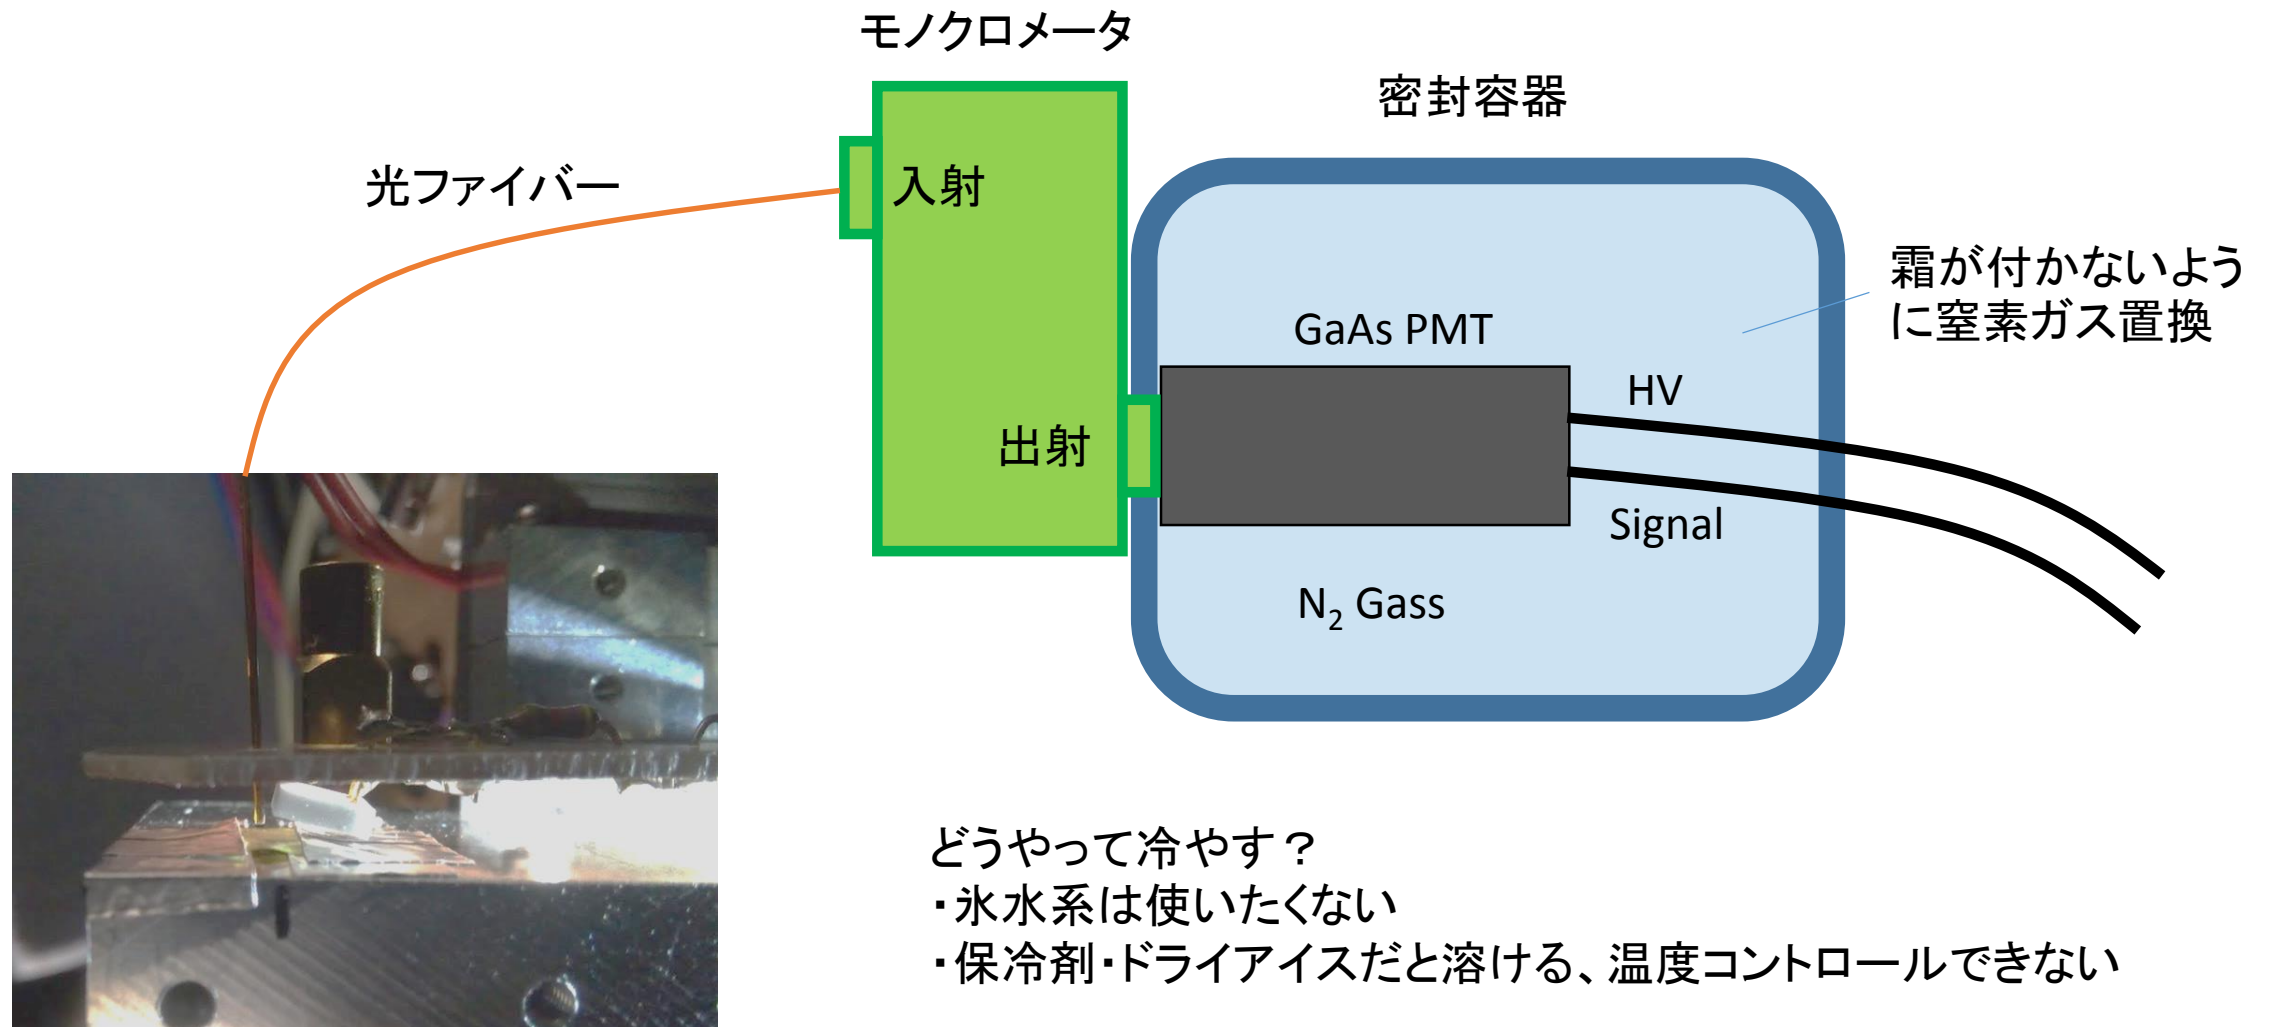 モノクロメータ
密封容器
光ファイバー
入射
霜が付かないよう
に窒素ガス置換
GaAs PMT
HV
出射
Signal
N₂ Gass
どうやって冷やす？
・氷水系は使いたくない
・保冷剤・ドライアイスだと溶ける、温度コントロールできない